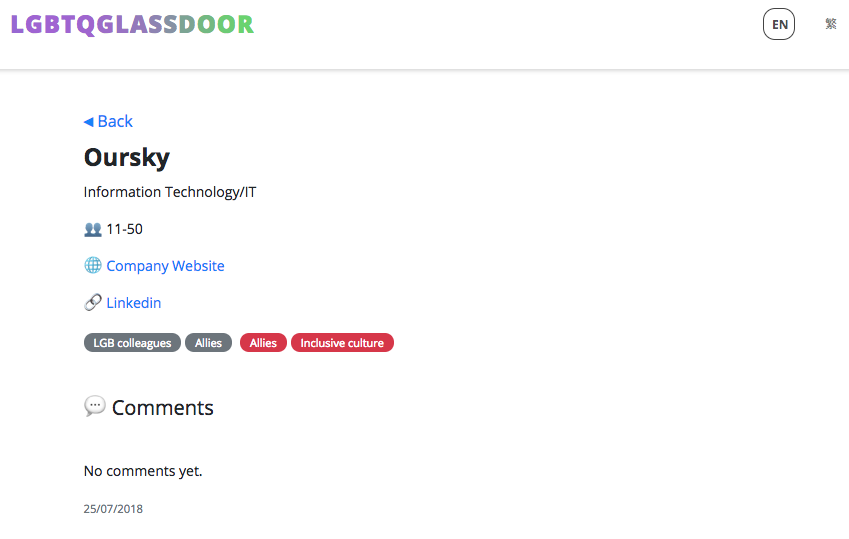 LGBTQGLASSDOOR
EN 繁
◀ Back
Oursky
Information Technology/IT
11-50
Company Website
Linkedin
LGB colleagues Allies Allies Inclusive culture
Comments
No comments yet.
25/07/2018